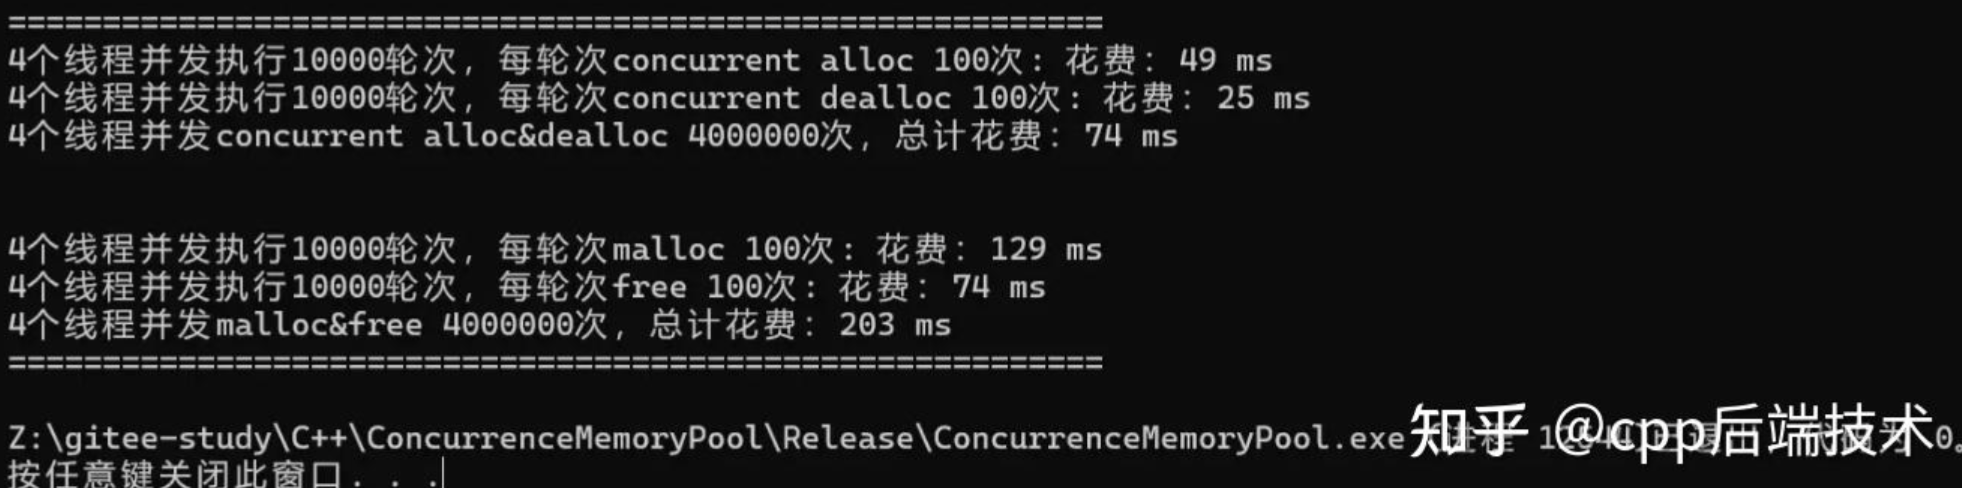 ==========================================================
4个线程并发执行10000轮次，每轮次concurrent alloc 100次: 花费: 49 ms
4个线程并发执行10000轮次，每轮次concurrent dealloc 100次: 花费: 25 ms
4个线程并发concurrent alloc&dealloc 4000000次，总计花费: 74 ms
4个线程并发执行10000轮次，每轮次malloc 100次: 花费: 129 ms
4个线程并发执行10000轮次，每轮次free 100次: 花费: 74 ms
4个线程并发malloc&free 4000000次，总计花费: 203 ms
==========================================================
Z:\gitee-study\C++\ConcurrenceMemoryPool\Release\ConcurrenceMemoryPool.exe 0。
知乎 @cpp后端技术
按任意键关闭此窗口. . .